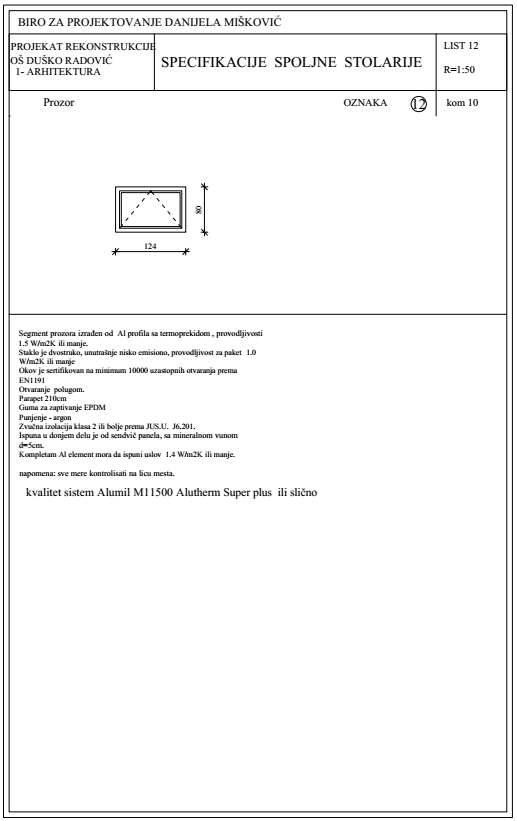 BIRO ZA PROJEKTOVANJE DANIJELA MIŠKOVIĆ
PROJEKAT REKONSTRUKCIJE
OŠ DUŠKO RADOVIĆ
1- ARHITEKTURA
SPECIFIKACIJE SPOLJNE STOLARIJE
LIST 12
R=1:50
Prozor
OZNAKA 12
kom 10
80
124
Segment prozora izrađen od Al profila sa termoprekidom , provodljivosti
1.5 W/m2K ili manje.
Staklo je dvostruko, unutrašnje nisko emisiono, provodljivost za paket 1.0
W/m2K ili manje
Okov je sertifikovan na minimum 10000 uzastopnih otvaranja prema
EN1191
Otvaranje polugom.
Parapet 210cm
Guma za zaptivanje EPDM
Punjenje - argon
Zvučna izolacija klasa 2 ili bolje prema JUS.U. J6.201.
Ispuna u donjem delu je od sendvič panela, sa mineralnom vunom
d=5cm.
Kompletam Al element mora da ispuni uslov 1.4 W/m2K ili manje.
napomena: sve mere kontrolisati na licu mesta.
kvalitet sistem Alumil M11500 Alutherm Super plus ili slično